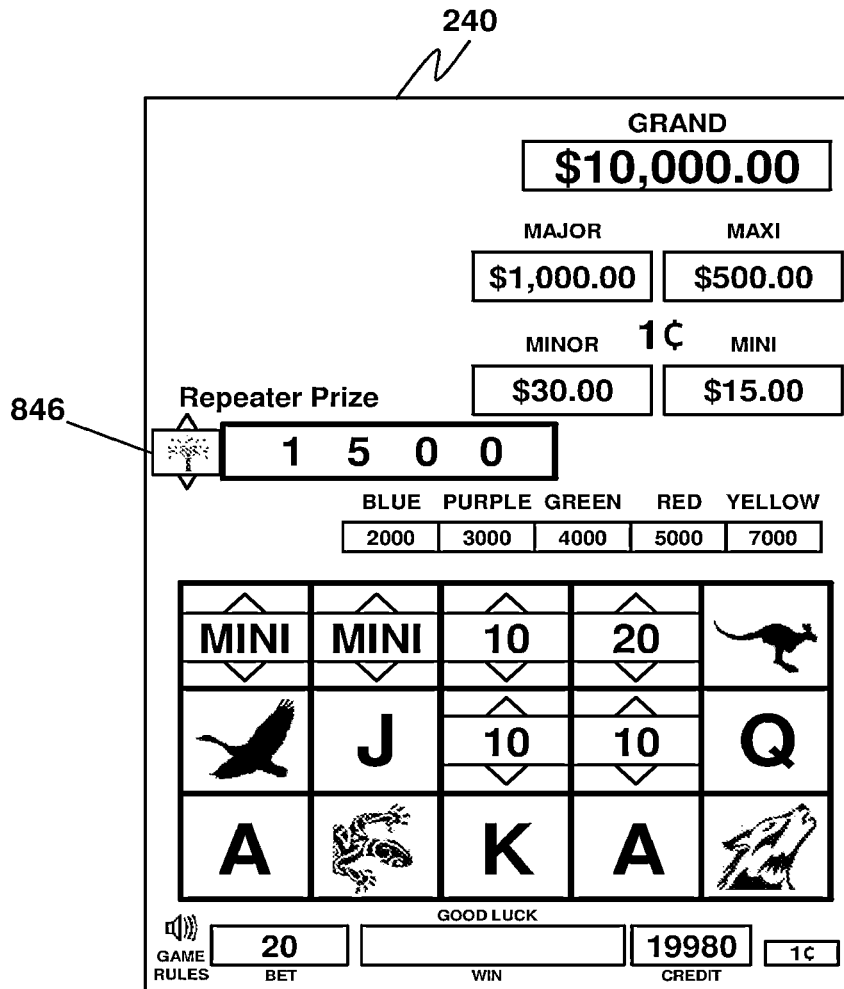 240
GRAND
$10,000.00
MAJOR MAXI
$1,000.00 $500.00
1¢
MINOR MINI
$30.00 $15.00
846
Repeater Prize
1 5 0 0
BLUE PURPLE GREEN RED YELLOW
2000 3000 4000 5000 7000
MINI MINI 10 20
J 10 10 Q
A K A
GOOD LUCK
GAME RULES
20 19980 1¢
BET WIN CREDIT